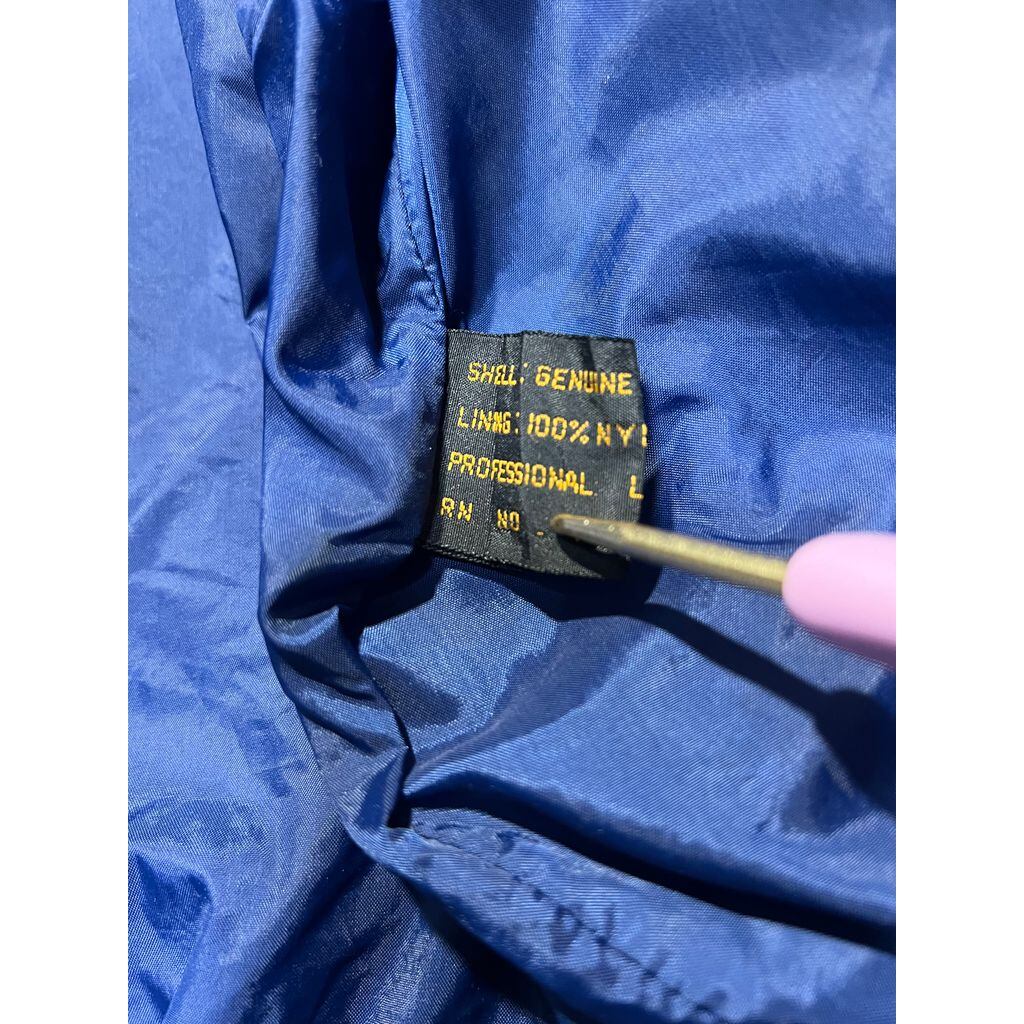 SHELL: GENUINE
LINING: 100% NY
PROFESSIONAL L
RN NO